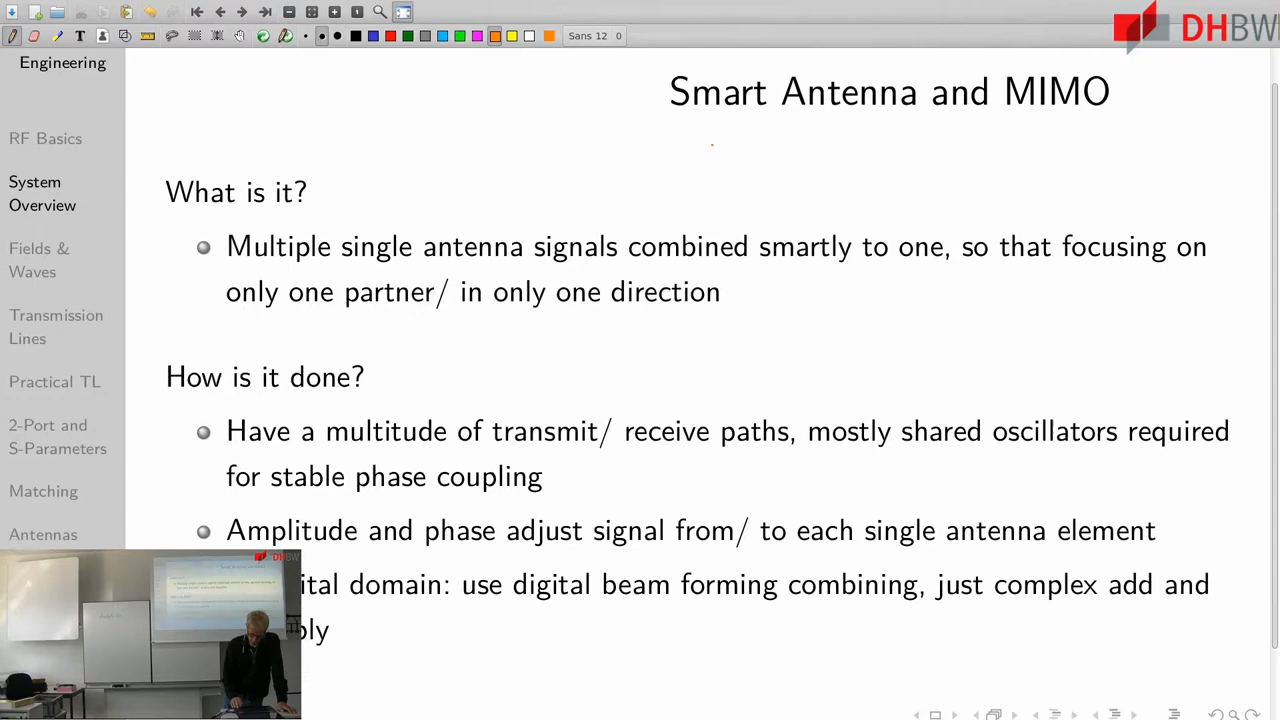 Sans 12 0
DHBW
Engineering
Smart Antenna and MIMO
RF Basics
System
Overview
Fields &
Waves
Transmission
Lines
Practical TL
2-Port and
S-Parameters
Matching
Antennas
What is it?
Multiple single antenna signals combined smartly to one, so that focusing on
only one partner/ in only one direction
How is it done?
Have a multitude of transmit/ receive paths, mostly shared oscillators required
for stable phase coupling
Amplitude and phase adjust signal from/ to each single antenna element
ital domain: use digital beam forming combining, just complex add and
ply